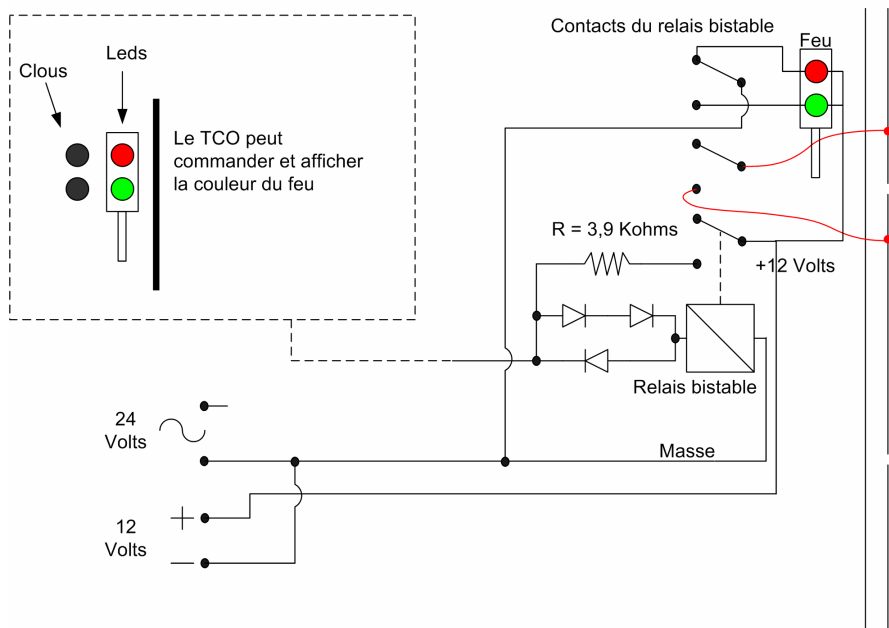 Contacts du relais bistable
Feu
Leds
Clous
Le TCO peut
commander et afficher
la couleur du feu
R = 3,9 Kohms
+12 Volts
Relais bistable
24
Volts
Masse
+
12
Volts
—